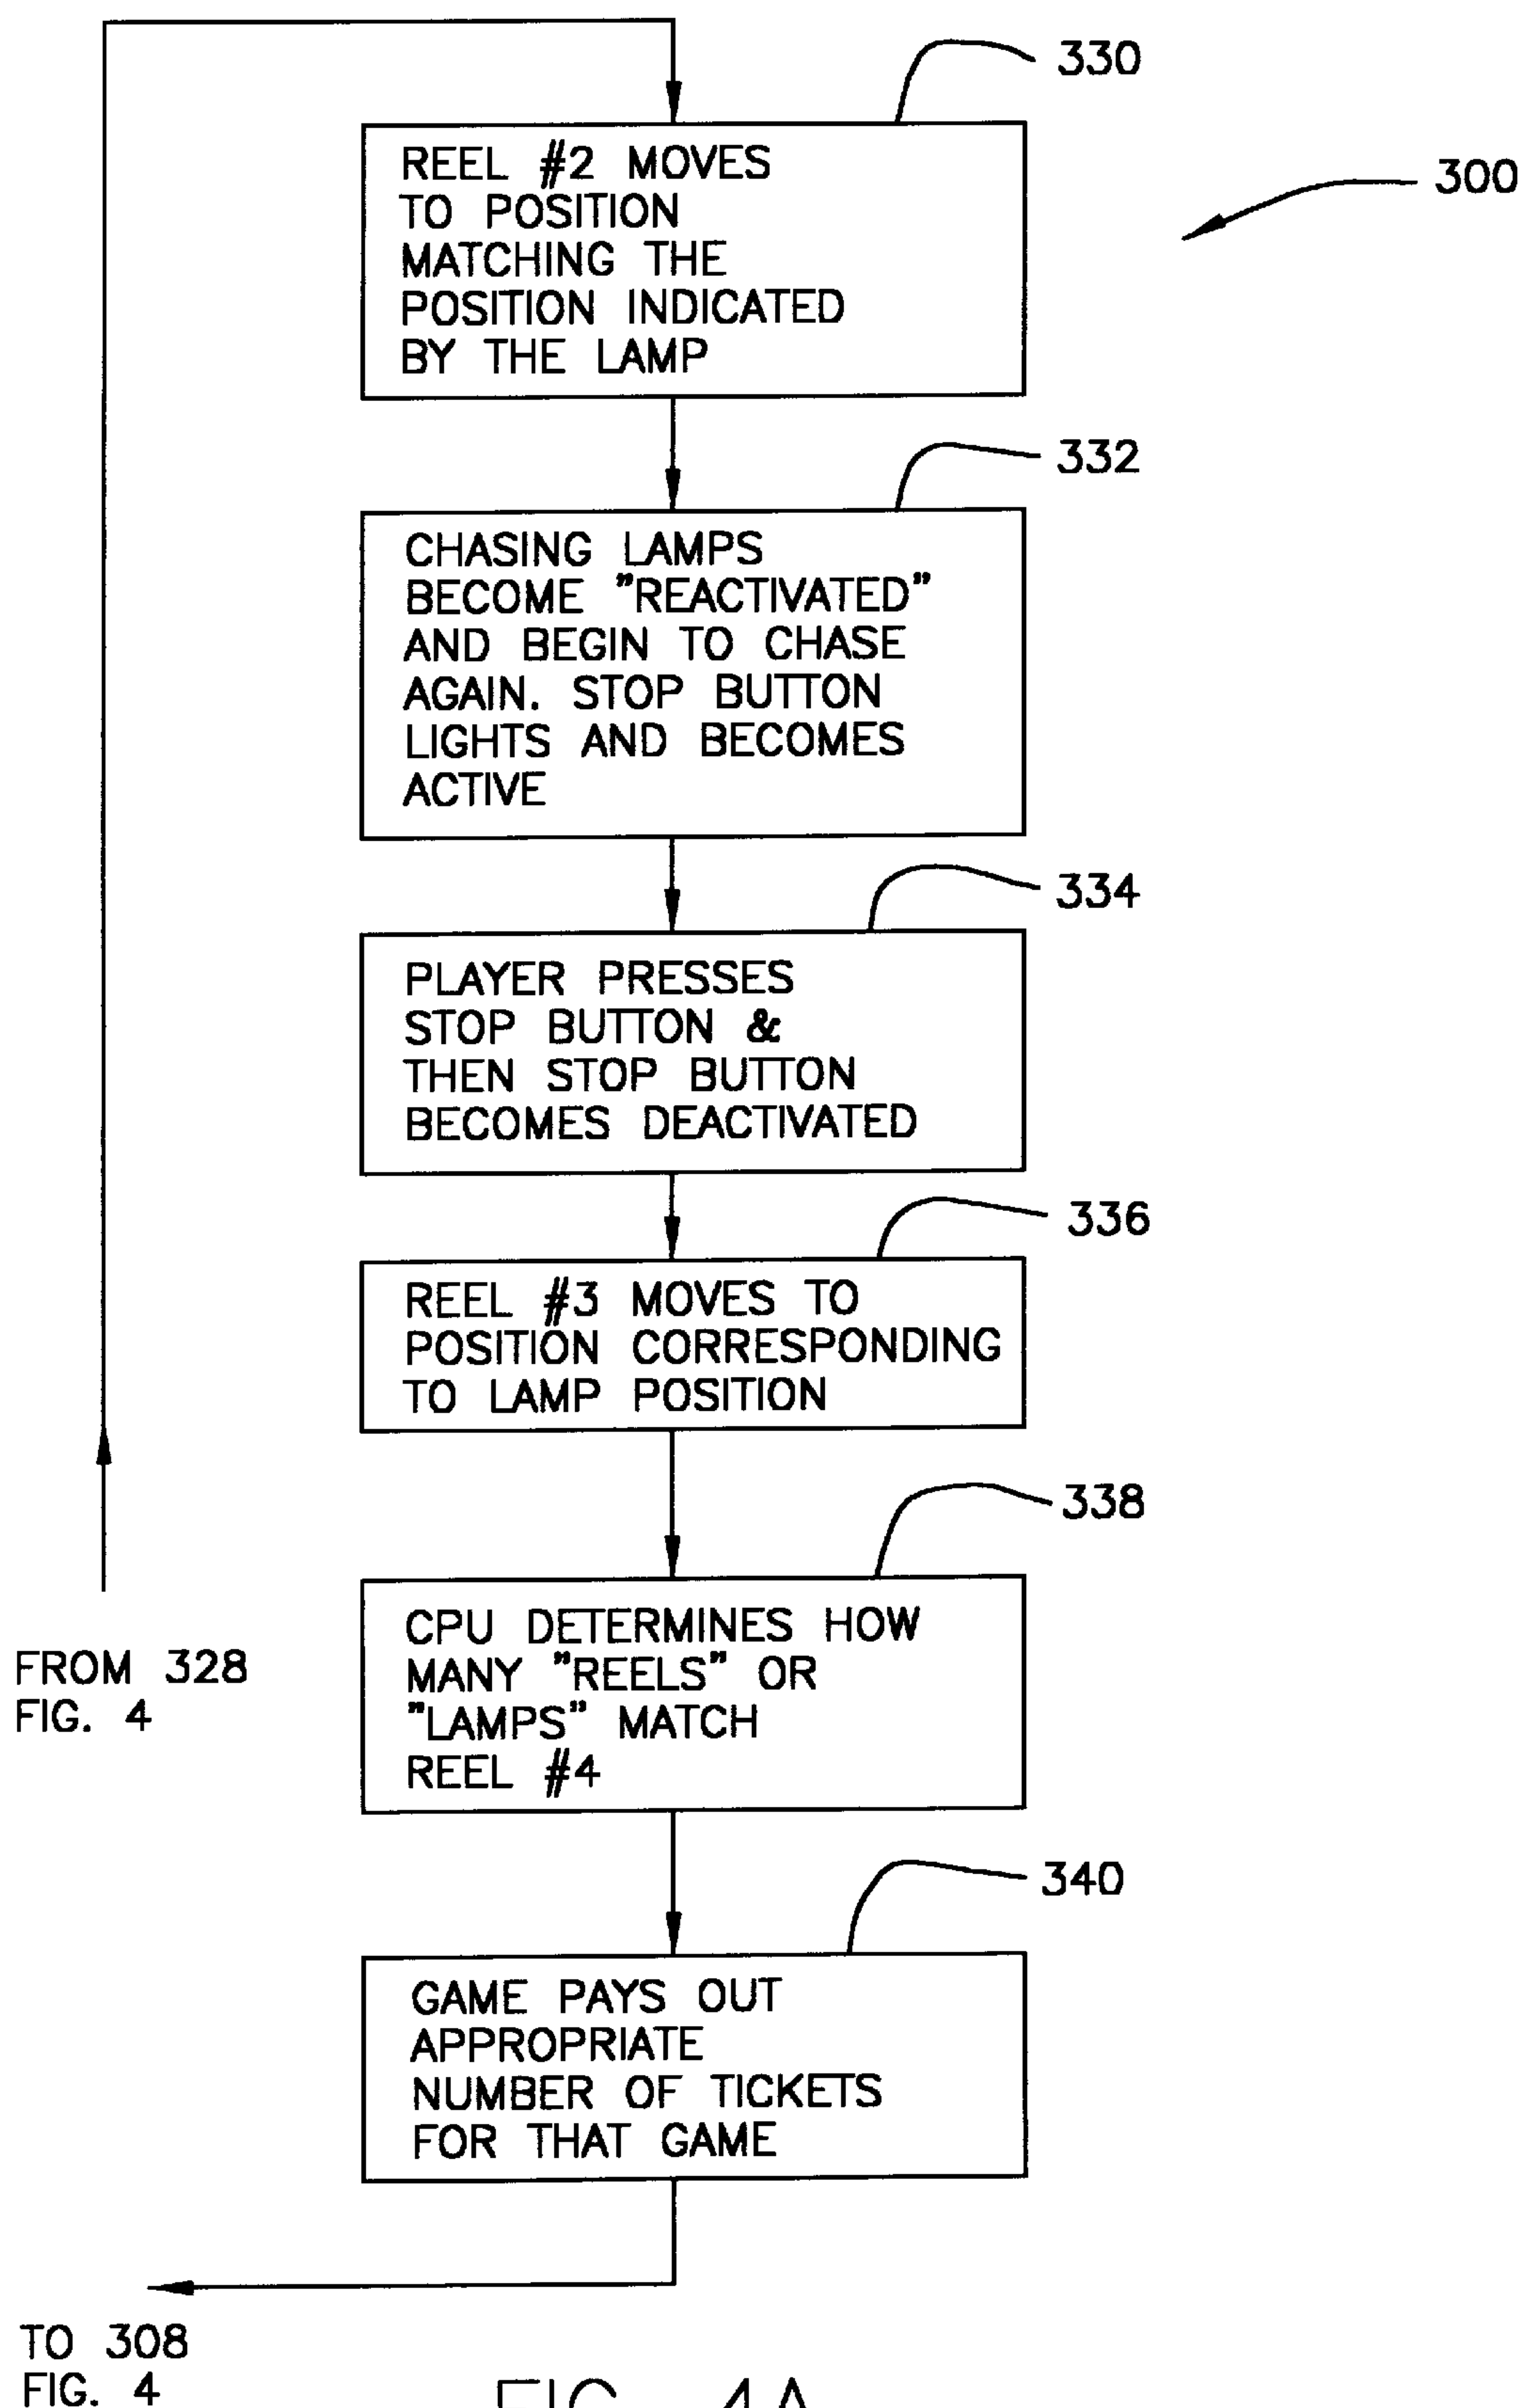 330
300
REEL #2 MOVES
TO POSITION
MATCHING THE
POSITION INDICATED
BY THE LAMP
332
CHASING LAMPS
BECOME "REACTIVATED"
AND BEGIN TO CHASE
AGAIN. STOP BUTTON
LIGHTS AND BECOMES
ACTIVE
334
PLAYER PRESSES
STOP BUTTON &
THEN STOP BUTTON
BECOMES DEACTIVATED
336
REEL #3 MOVES TO
POSITION CORRESPONDING
TO LAMP POSITION
338
CPU DETERMINES HOW
MANY "REELS" OR
"LAMPS" MATCH
REEL #4
FROM 328
FIG. 4
340
GAME PAYS OUT
APPROPRIATE
NUMBER OF TICKETS
FOR THAT GAME
TO 308
FIG. 4
FIG. 4A